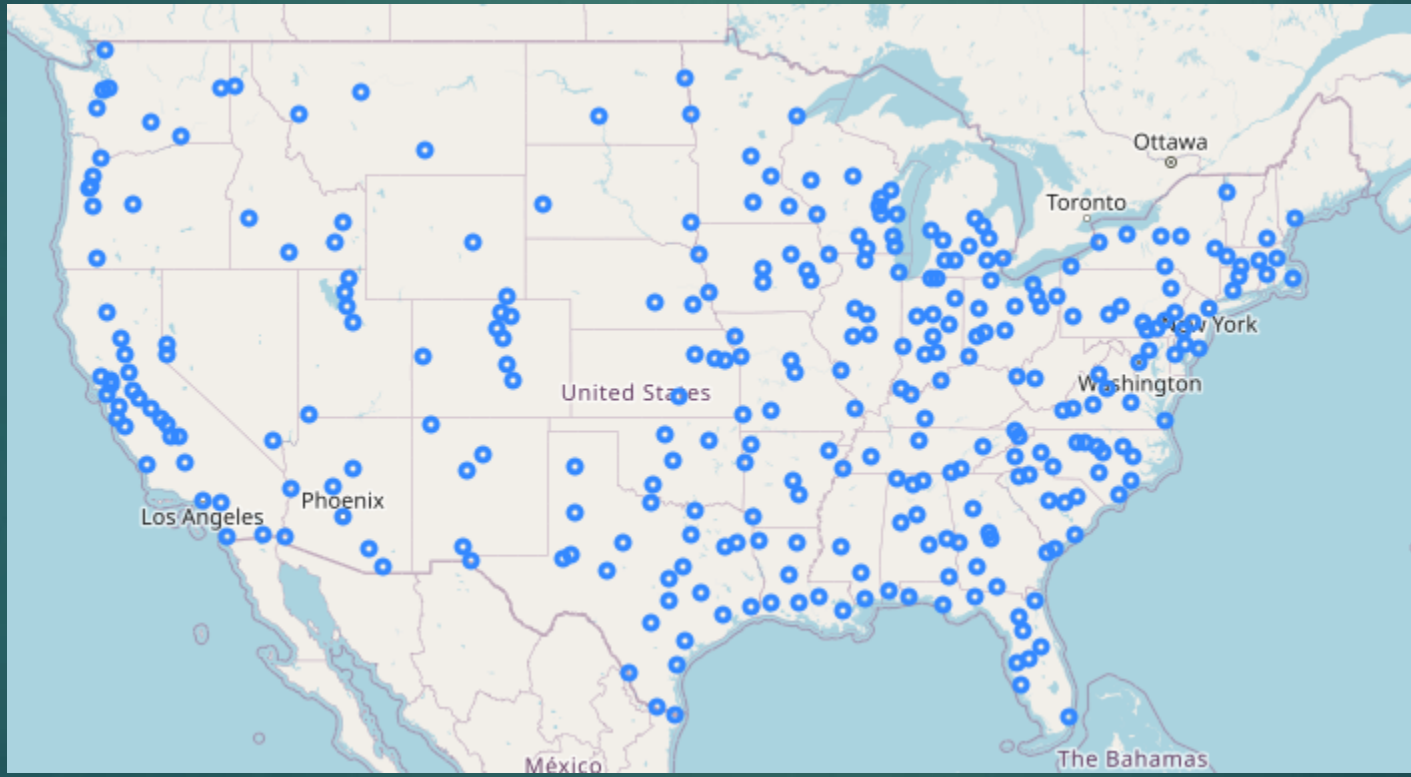 Ottawa
Toronto
New York
United States
Washington
Phoenix
Los Angeles
México
The Bahamas